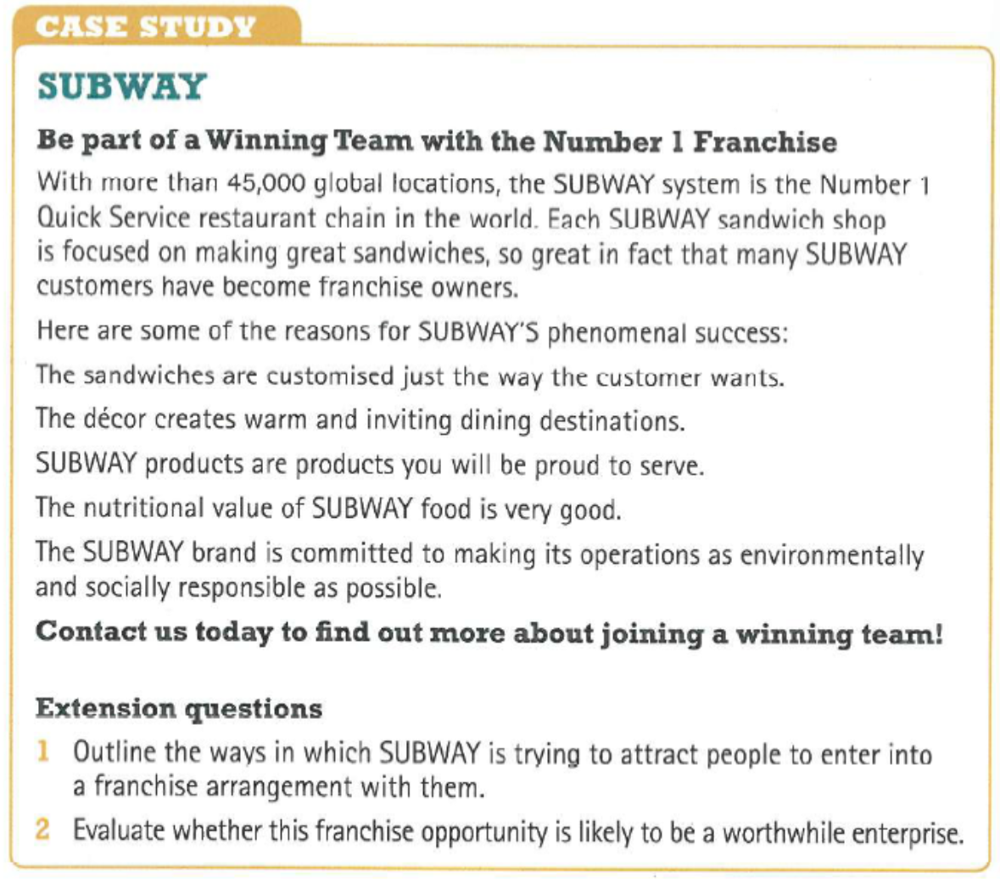 CASE STUDY
SUBWAY
Be part of a Winning Team with the Number 1 Franchise
With more than 45,000 global locations, the SUBWAY system is the Number 1
Quick Service restaurant chain in the world. Each SUBWAY sandwich shop
is focused on making great sandwiches, so great in fact that many SUBWAY
customers have become franchise owners.
Here are some of the reasons for SUBWAY'S phenomenal success:
The sandwiches are customised just the way the customer wants.
The décor creates warm and inviting dining destinations.
SUBWAY products are products you will be proud to serve.
The nutritional value of SUBWAY food is very good.
The SUBWAY brand is committed to making its operations as environmentally
and socially responsible as possible.
Contact us today to find out more about joining a winning team!
Extension questions
1 Outline the ways in which SUBWAY is trying to attract people to enter into
a franchise arrangement with them.
2 Evaluate whether this franchise opportunity is likely to be a worthwhile enterprise.